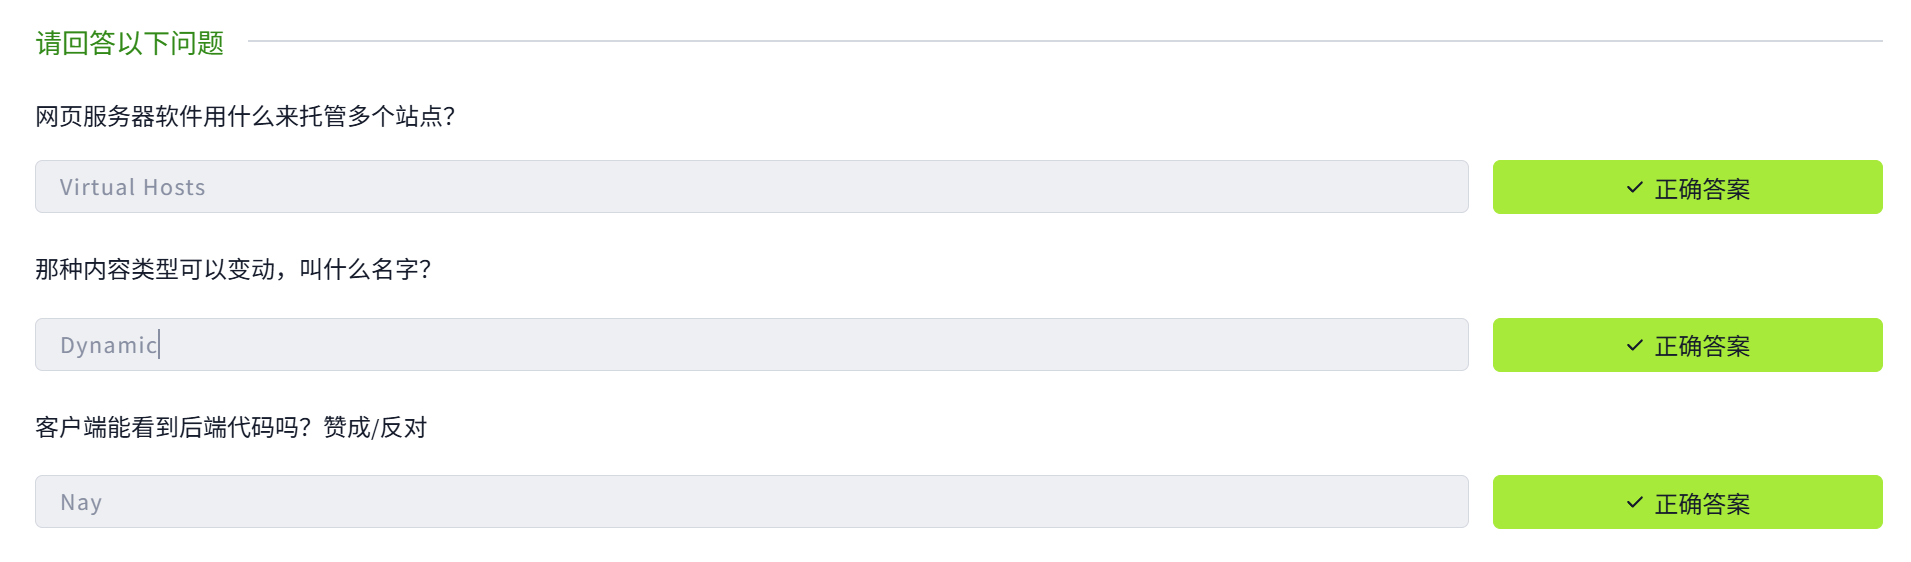 请回答以下问题
网页服务器软件用什么来托管多个站点？
Virtual Hosts
正确答案
那种内容类型可以变动，叫什么名字？
Dynamic
正确答案
客户端能看到后端代码吗？赞成/反对
Nay
正确答案